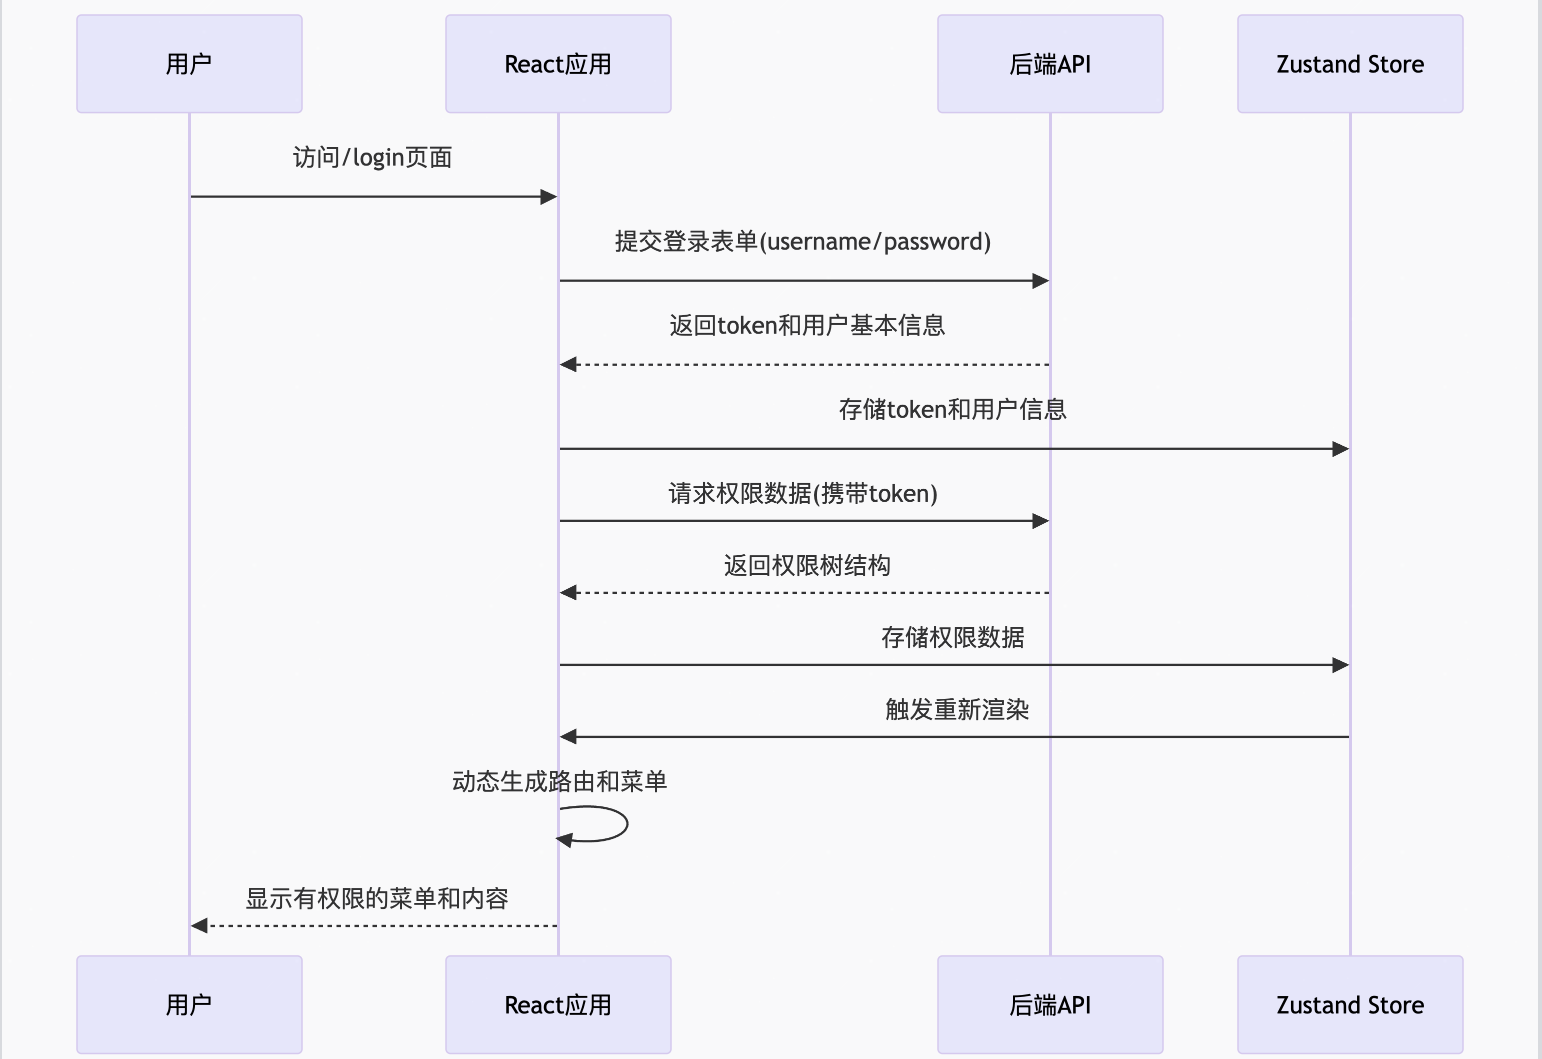 用户
React应用
后端API
Zustand Store
访问/login页面
提交登录表单(username/password)
返回token和用户基本信息
存储token和用户信息
请求权限数据(携带token)
返回权限树结构
存储权限数据
触发重新渲染
动态生成路由和菜单
显示有权限的菜单和内容
用户
React应用
后端API
Zustand Store